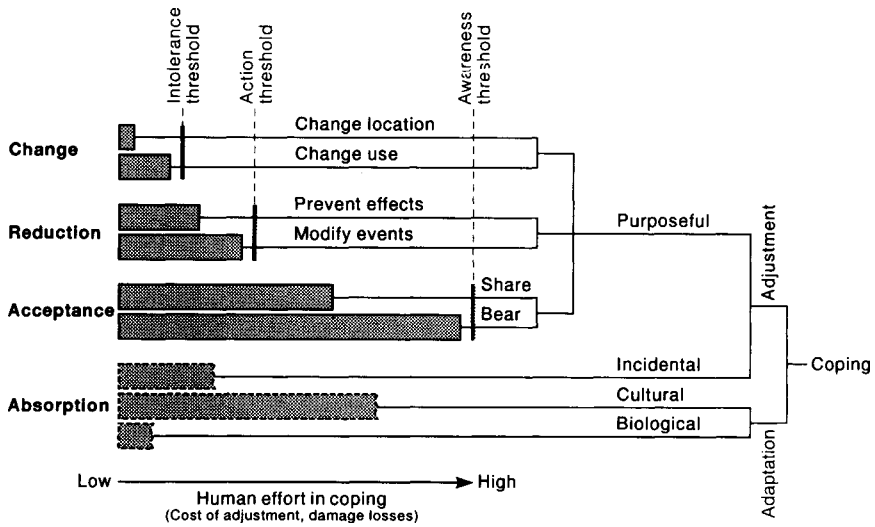 Intolerance
threshold
Action
threshold
Awareness
threshold
Change
Change location
Change use
Reduction
Prevent effects
Modify events
Purposeful
Adjustment
Acceptance
Share
Bear
Coping
Absorption
Incidental
Cultural
Biological
Adaptation
Low
High
Human effort in coping
(Cost of adjustment, damage losses)